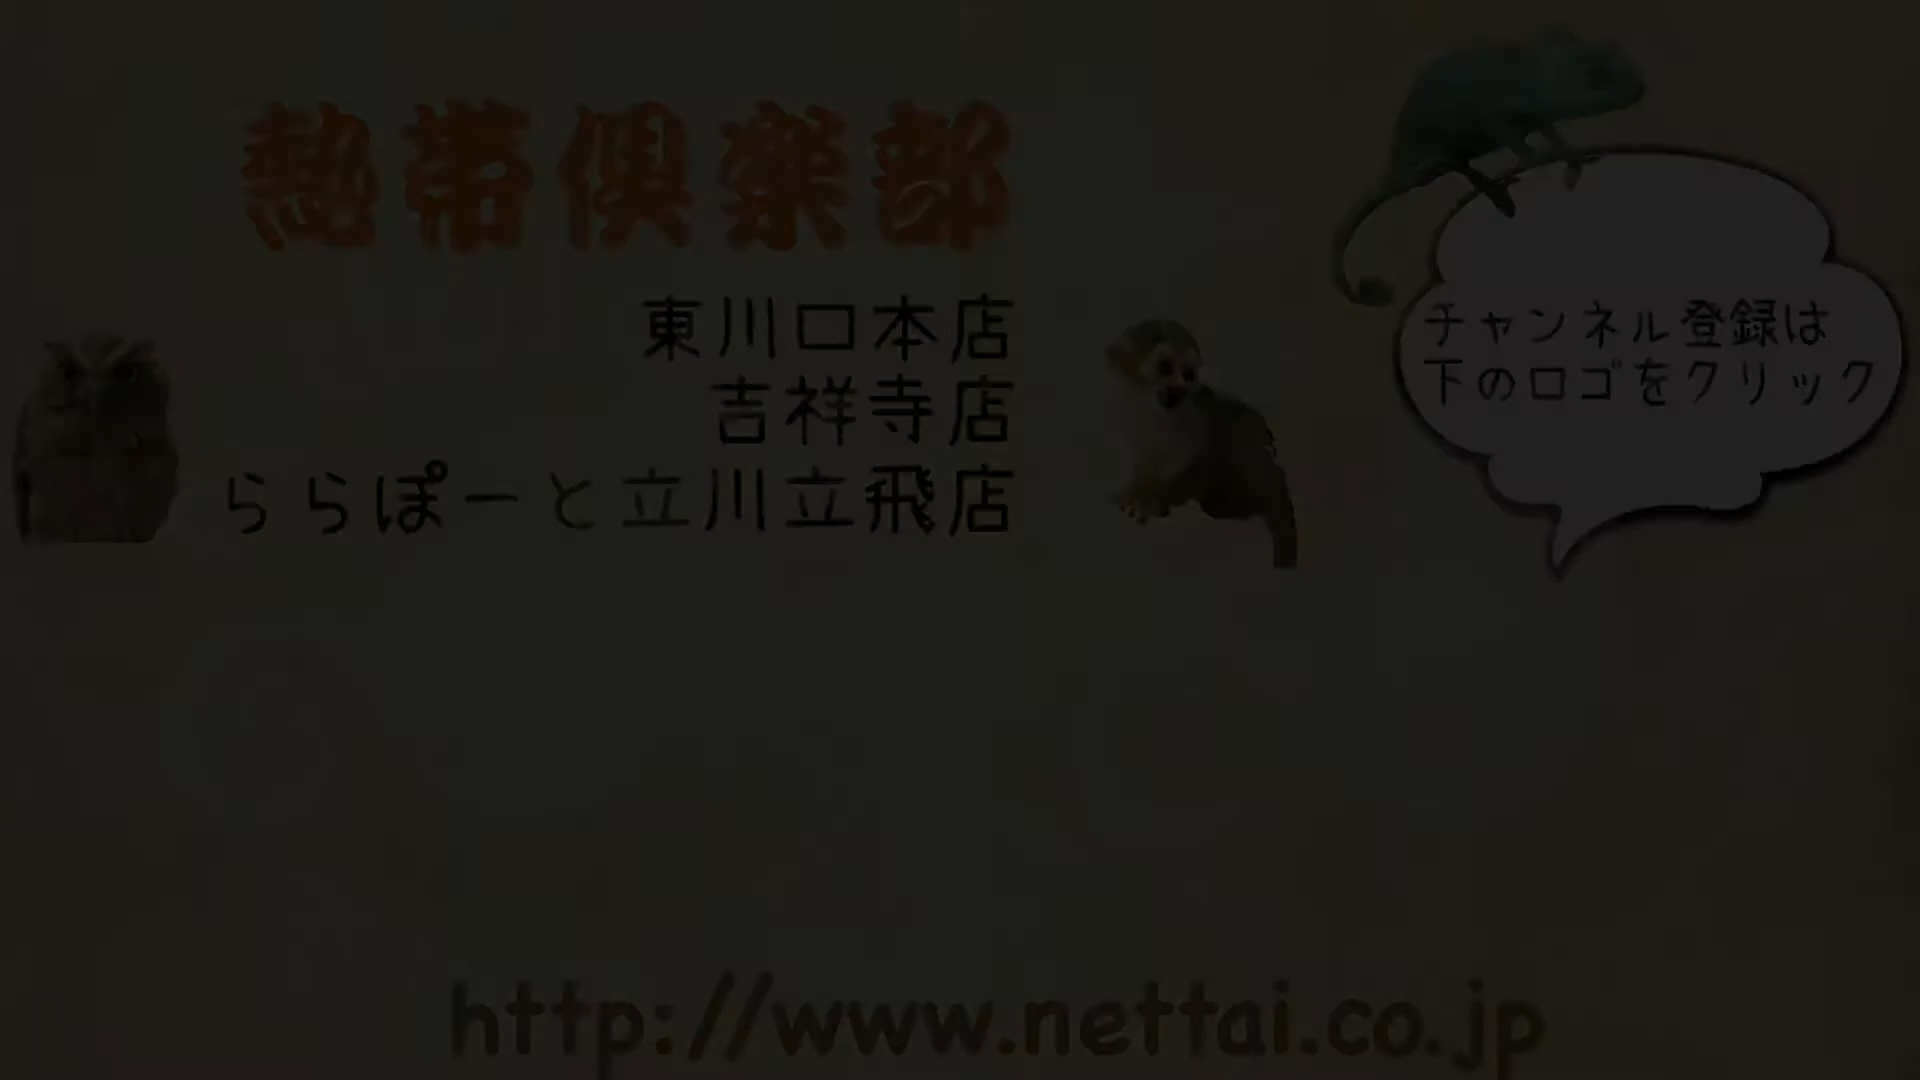 熱帯倶楽部
東川口本店
吉祥寺店
ららぽーと立川立飛店
チャンネル登録は
下のロゴをクリック
http://www.nettai.co.jp